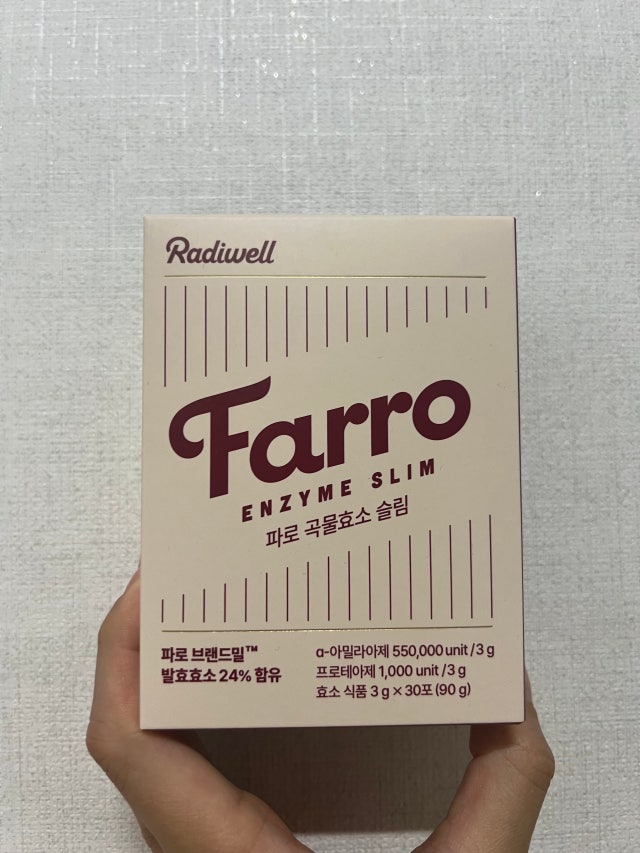 Radiwell
Farro
ENZYME SLIM
파로 곡물효소 슬림
파로 브랜드밀™
발효효소 24% 함유
α-아밀라아제 550,000 unit / 3 g
프로테아제 1,000 unit / 3 g
효소 식품 3 g × 30포 (90 g)